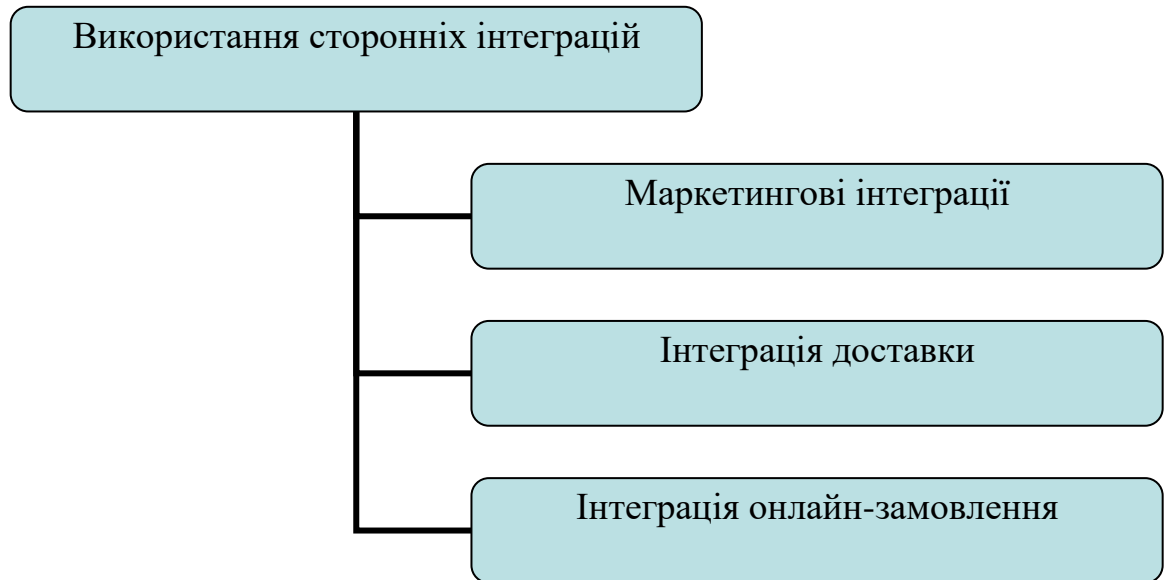 Використання сторонніх інтеграцій
Маркетингові інтеграції
Інтеграція доставки
Інтеграція онлайн-замовлення